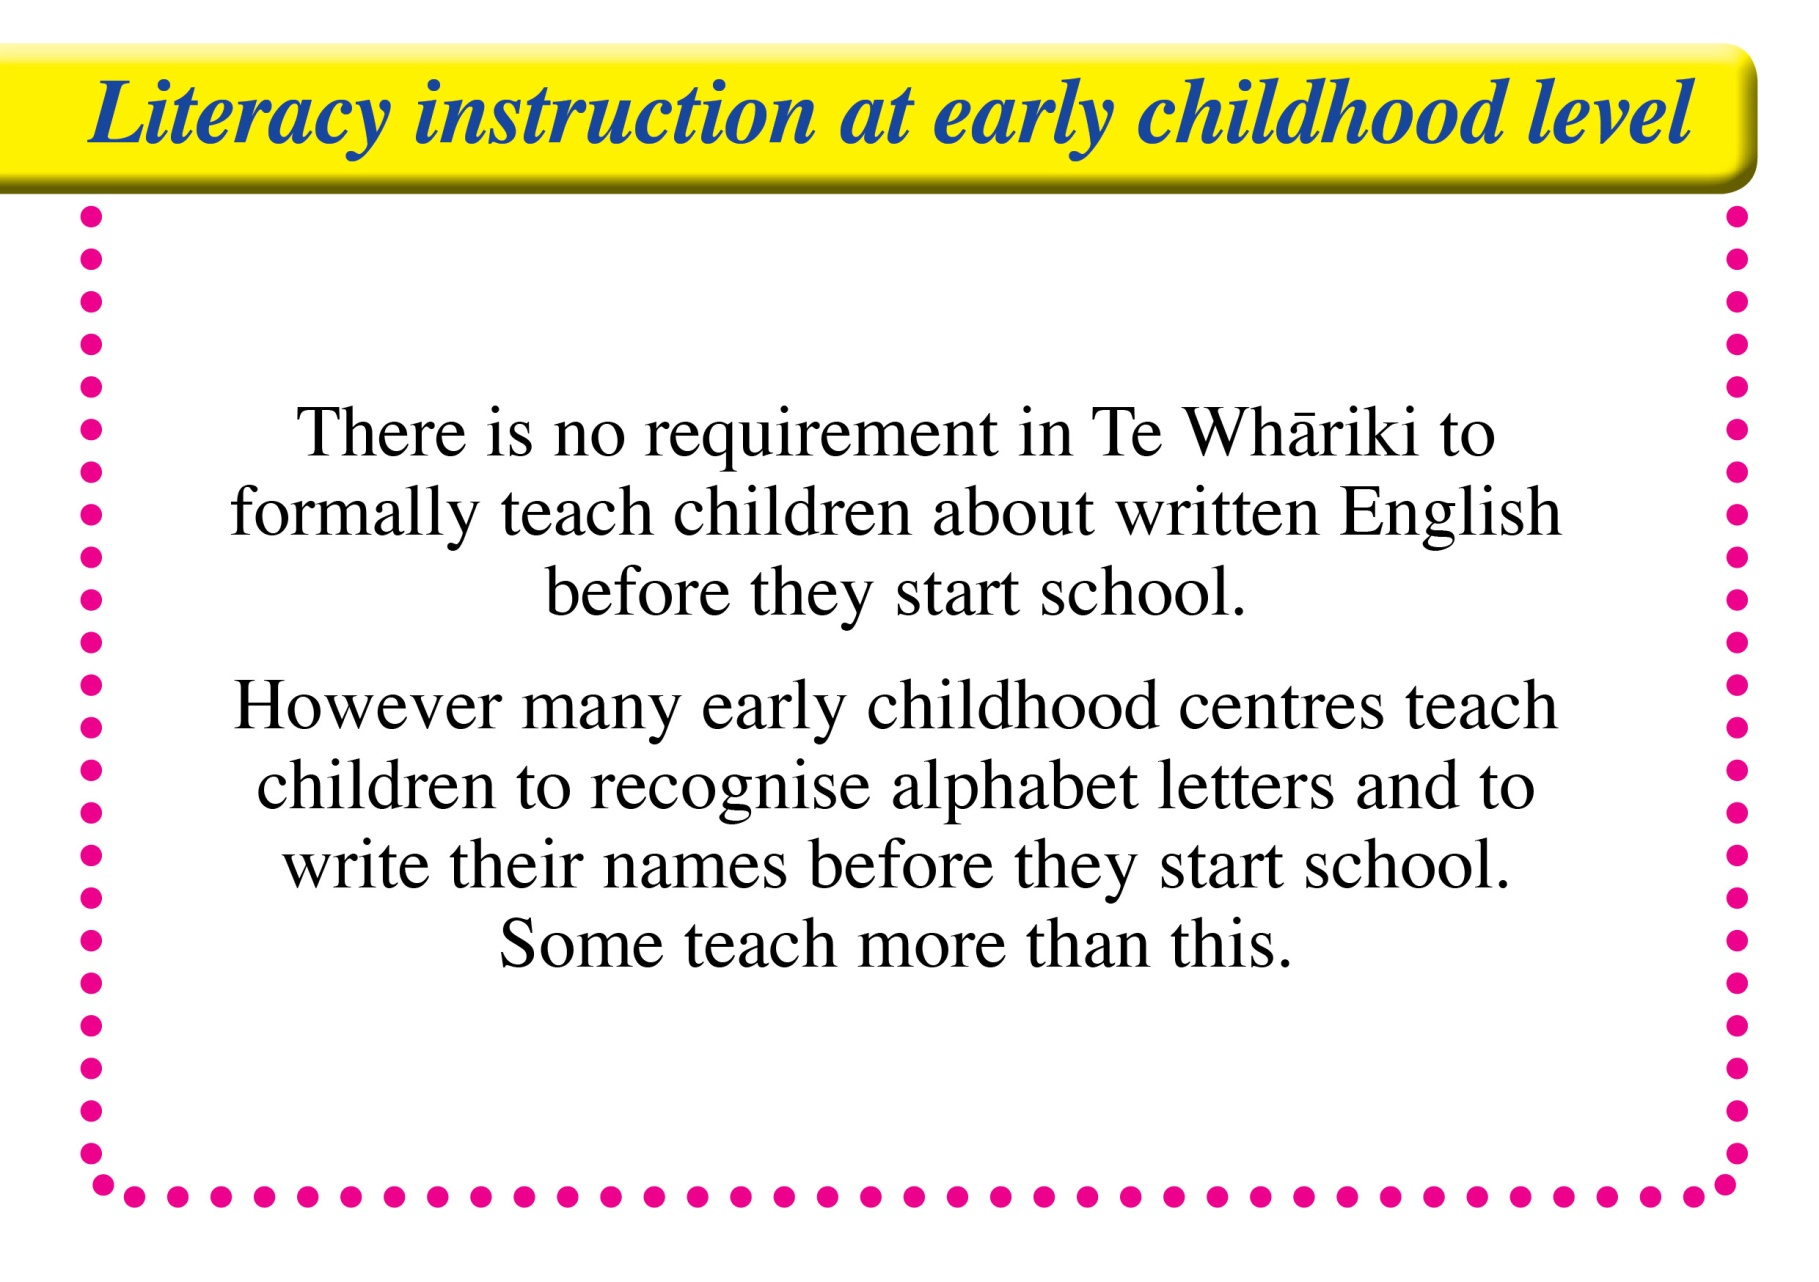 Literacy instruction at early childhood level
There is no requirement in Te Whāriki to
formally teach children about written English
before they start school.
However many early childhood centres teach
children to recognise alphabet letters and to
write their names before they start school.
Some teach more than this.